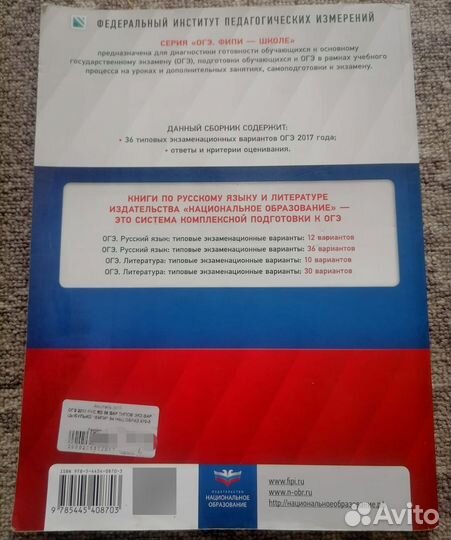 ФЕДЕРАЛЬНЫЙ ИНСТИТУТ ПЕДАГОГИЧЕСКИХ ИЗМЕРЕНИЙ
СЕРИЯ «ОГЭ. ФИПИ — ШКОЛЕ»
предназначена для диагностики готовности обучающихся к основному
государственному экзамену (ОГЭ), подготовки обучающихся к ОГЭ в рамках учебного
процесса на уроках и дополнительных занятиях, самоподготовки к экзамену.
ДАННЫЙ СБОРНИК СОДЕРЖИТ:
• 36 типовых экзаменационных вариантов ОГЭ 2017 года;
• ответы и критерии оценивания.
КНИГИ ПО РУССКОМУ ЯЗЫКУ И ЛИТЕРАТУРЕ
ИЗДАТЕЛЬСТВА «НАЦИОНАЛЬНОЕ ОБРАЗОВАНИЕ» —
ЭТО СИСТЕМА КОМПЛЕКСНОЙ ПОДГОТОВКИ К ОГЭ
ОГЭ. Русский язык: типовые экзаменационные варианты: 12 вариантов
ОГЭ. Русский язык: типовые экзаменационные варианты: 36 вариантов
ОГЭ. Литература: типовые экзаменационные варианты: 10 вариантов
ОГЭ. Литература: типовые экзаменационные варианты: 30 вариантов
ISBN 978-5-4454-0870-3
9 785445 408703
ИЗДАТЕЛЬСТВО
НАЦИОНАЛЬНОЕ
ОБРАЗОВАНИЕ
www.fipi.ru
www.n-obr.ru
http://национальноеобразование.рф
Avito